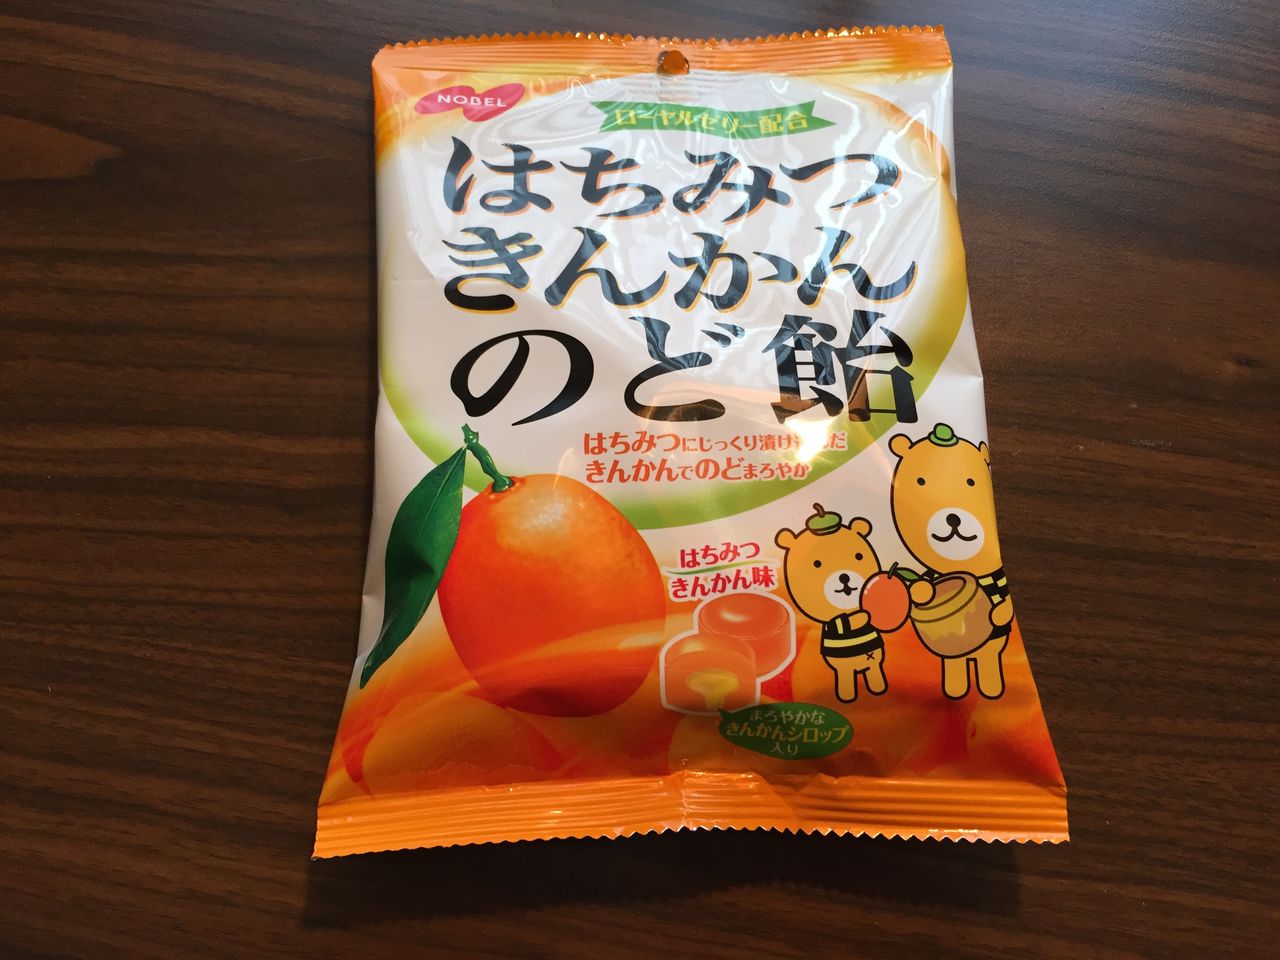 NOBEL
ローヤルゼリー配合
はちみつ
きんかん
のど飴
はちみつにじっくり漬け込んだ
きんかんでのどまろやか
はちみつ
きんかん味
まろやかな
きんかんシロップ
入り